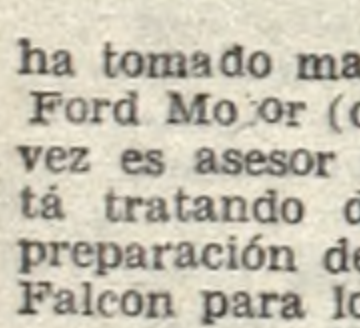 ha tomado ma
Ford Mo or (
vez es asesor
tá tratando d
preparación de
Falcon para lo